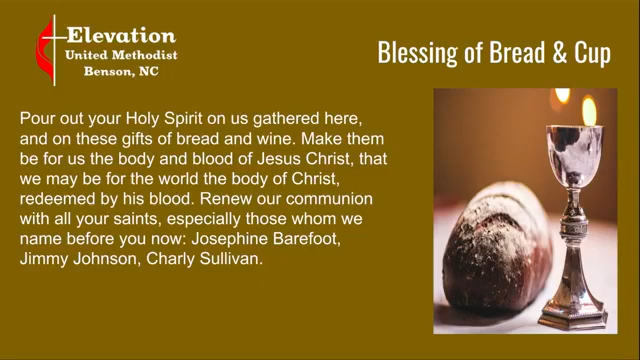 Elevation
United Methodist
Benson, NC
Blessing of Bread & Cup
Pour out your Holy Spirit on us gathered here,
and on these gifts of bread and wine. Make them
be for us the body and blood of Jesus Christ, that
we may be for the world the body of Christ,
redeemed by his blood. Renew our communion
with all your saints, especially those whom we
name before you now: Josephine Barefoot,
Jimmy Johnson, Charly Sullivan.